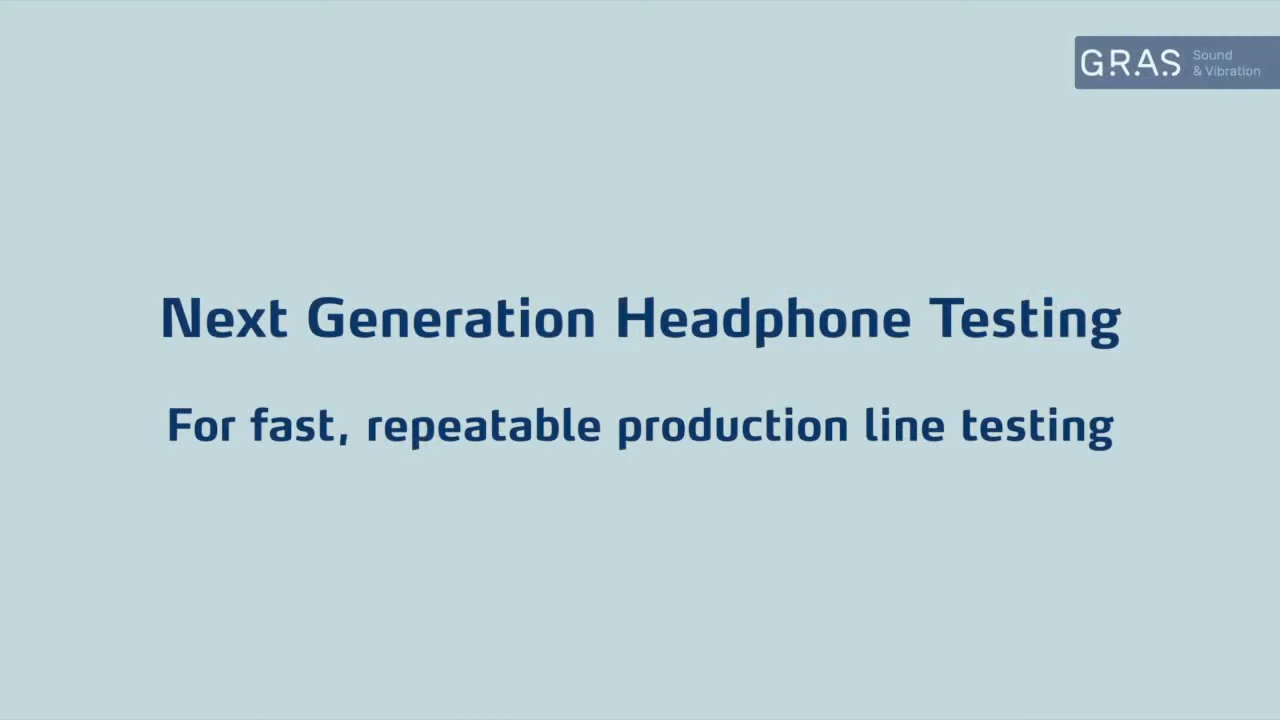 GRAS Sound
& Vibration
Next Generation Headphone Testing
For fast, repeatable production line testing